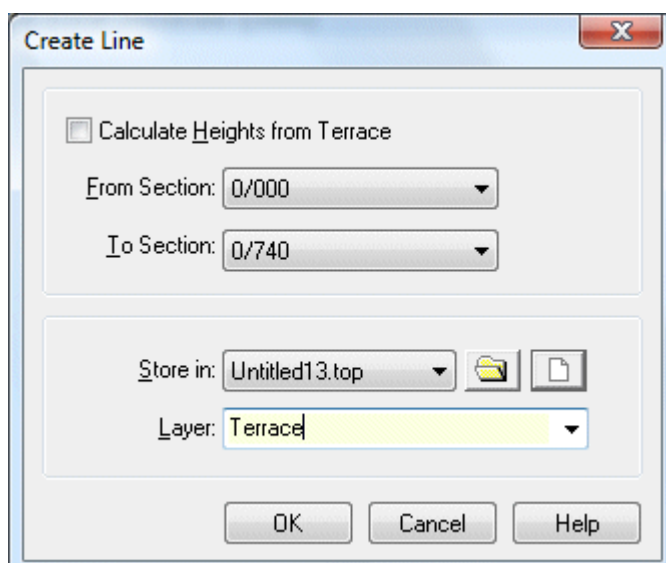 Create Line
Calculate Heights from Terrace
From Section: 0/000
To Section: 0/740
Store in: Untitled13.top
Layer: Terrace
OK Cancel Help